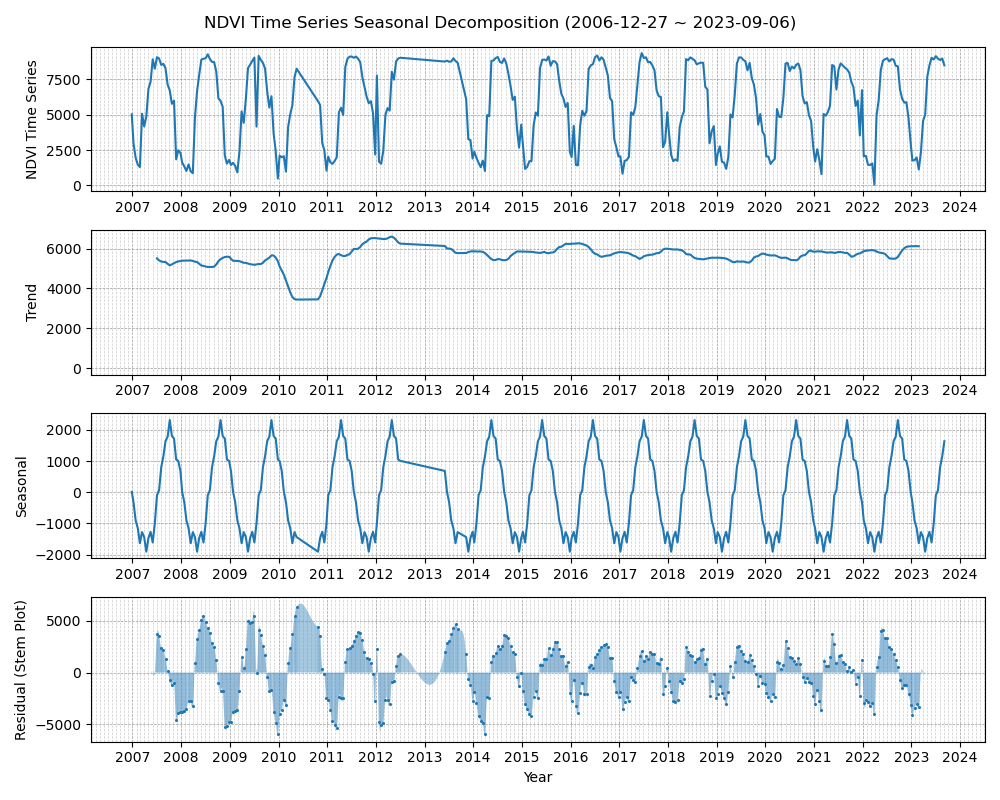 NDVI Time Series Seasonal Decomposition (2006-12-27 ~ 2023-09-06)
NDVI Time Series
7500
5000
2500
0
2007 2008 2009 2010 2011 2012 2013 2014 2015 2016 2017 2018 2019 2020 2021 2022 2023 2024
Trend
6000
4000
2000
0
2007 2008 2009 2010 2011 2012 2013 2014 2015 2016 2017 2018 2019 2020 2021 2022 2023 2024
Seasonal
2000
1000
0
−1000
−2000
2007 2008 2009 2010 2011 2012 2013 2014 2015 2016 2017 2018 2019 2020 2021 2022 2023 2024
Residual (Stem Plot)
5000
0
−5000
2007 2008 2009 2010 2011 2012 2013 2014 2015 2016 2017 2018 2019 2020 2021 2022 2023 2024
Year